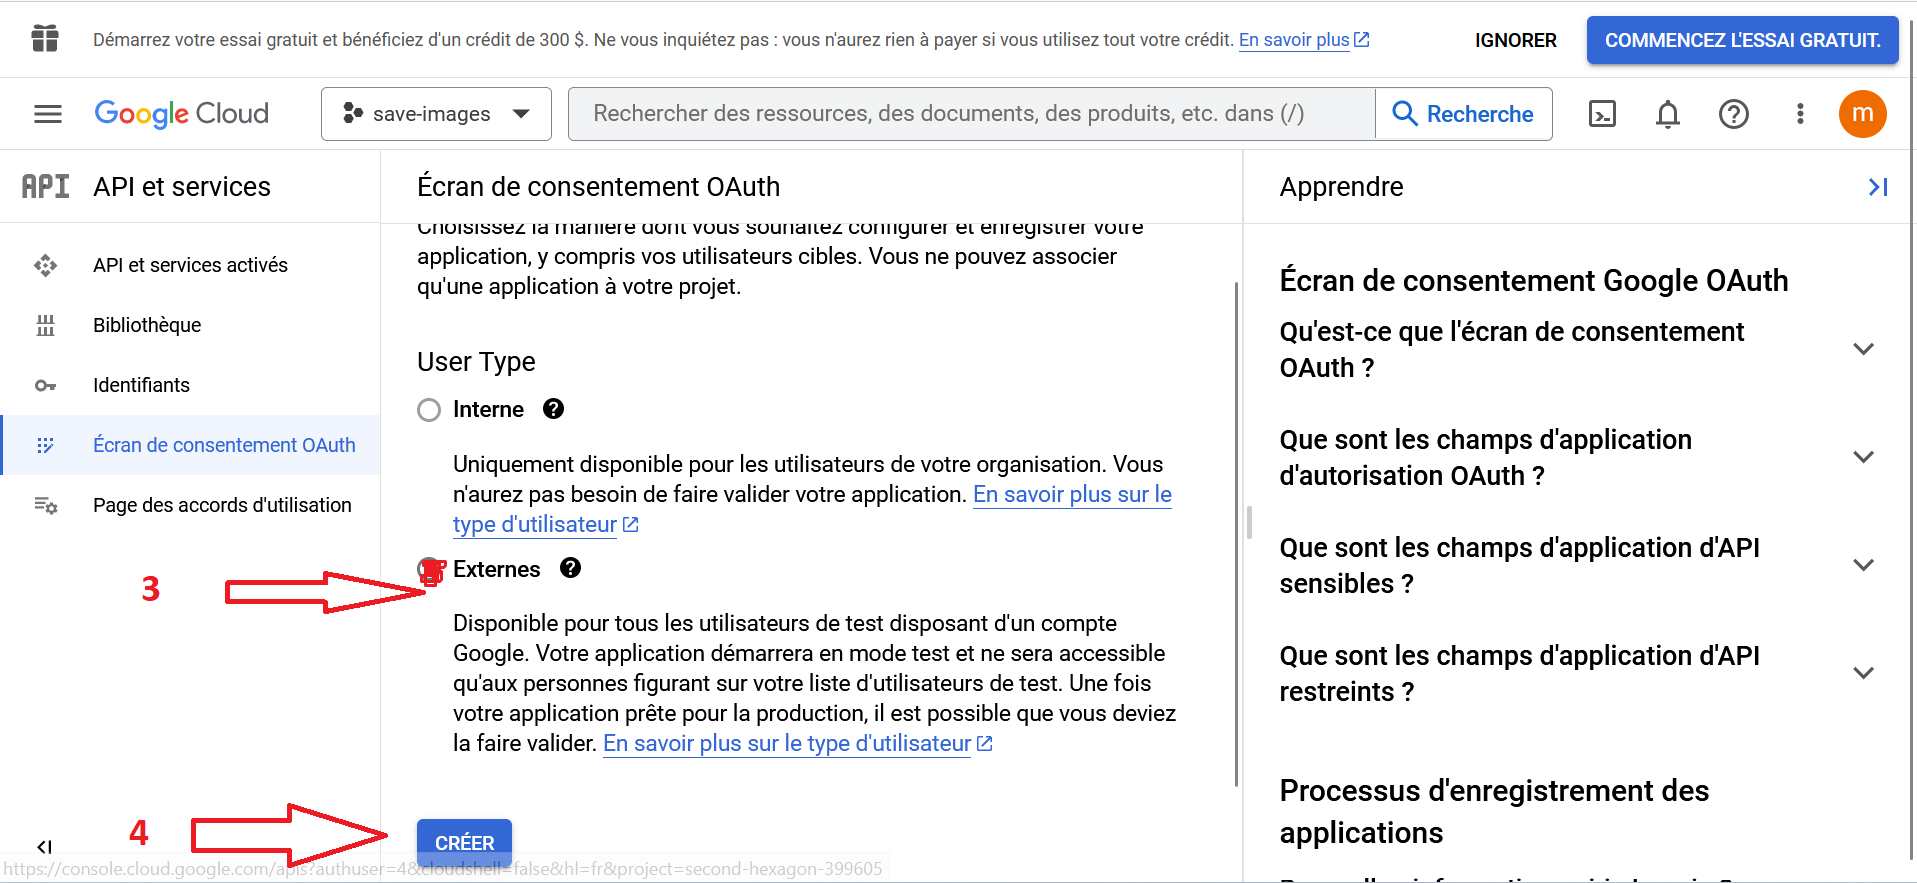 Démarrez votre essai gratuit et bénéficiez d'un crédit de 300 $. Ne vous inquiétez pas : vous n'aurez rien à payer si vous utilisez tout votre crédit. En savoir plus
IGNORER
COMMENCEZ L'ESSAI GRATUIT.
Google Cloud
save-images
Rechercher des ressources, des documents, des produits, etc. dans (/)
Recherche
m
API
API et services
API et services activés
Bibliothèque
Identifiants
Écran de consentement OAuth
Page des accords d'utilisation
Écran de consentement OAuth
Choisissez la manière dont vous souhaitez configurer et enregistrer votre
application, y compris vos utilisateurs cibles. Vous ne pouvez associer
qu'une application à votre projet.
User Type
Interne
Uniquement disponible pour les utilisateurs de votre organisation. Vous
n'aurez pas besoin de faire valider votre application. En savoir plus sur le
type d'utilisateur
3
Externes
Disponible pour tous les utilisateurs de test disposant d'un compte
Google. Votre application démarrera en mode test et ne sera accessible
qu'aux personnes figurant sur votre liste d'utilisateurs de test. Une fois
votre application prête pour la production, il est possible que vous deviez
la faire valider. En savoir plus sur le type d'utilisateur
4
CRÉER
https://console.cloud.google.com/apis?authuser=4&cloudshell=false&hl=fr&project=second-hexagon-399605
Apprendre
Écran de consentement Google OAuth
Qu'est-ce que l'écran de consentement
OAuth ?
Que sont les champs d'application
d'autorisation OAuth ?
Que sont les champs d'application d'API
sensibles ?
Que sont les champs d'application d'API
restreints ?
Processus d'enregistrement des
applications